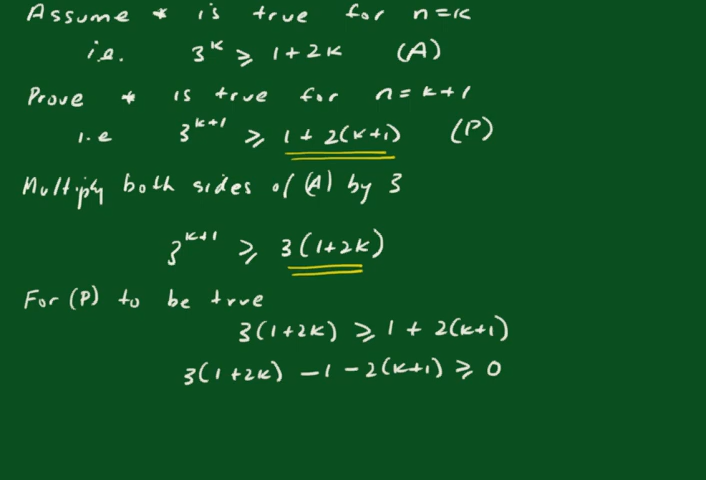 Assume * is true for n=k
i.e. 3^k ⩾ 1+2k (A)
Prove * is true for n=k+1
i.e 3^{k+1} ⩾ 1+2(k+1) (P)
Multiply both sides of (A) by 3
3^{k+1} ⩾ 3(1+2k)
For (P) to be true
3(1+2k) ⩾ 1 + 2(k+1)
3(1+2k) -1 -2(k+1) ⩾ 0